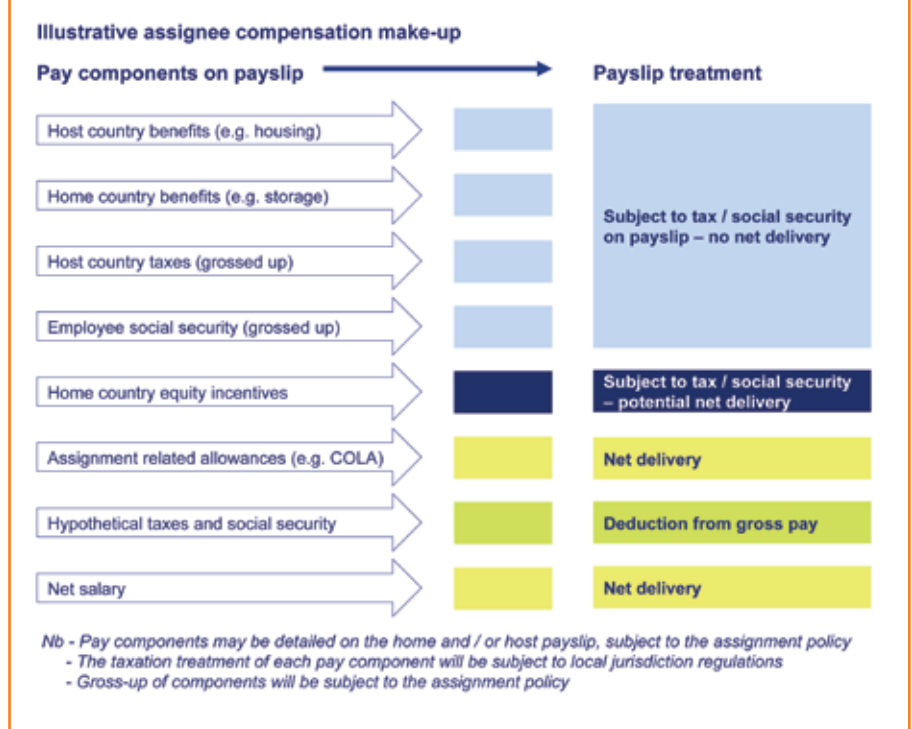 Illustrative assignee compensation make-up
Pay components on payslip
Payslip treatment
Host country benefits (e.g. housing)
Home country benefits (e.g. storage)
Host country taxes (grossed up)
Employee social security (grossed up)
Subject to tax / social security
on payslip – no net delivery
Home country equity incentives
Subject to tax / social security
– potential net delivery
Assignment related allowances (e.g. COLA)
Net delivery
Hypothetical taxes and social security
Deduction from gross pay
Net salary
Net delivery
Nb - Pay components may be detailed on the home and / or host payslip, subject to the assignment policy
- The taxation treatment of each pay component will be subject to local jurisdiction regulations
- Gross-up of components will be subject to the assignment policy